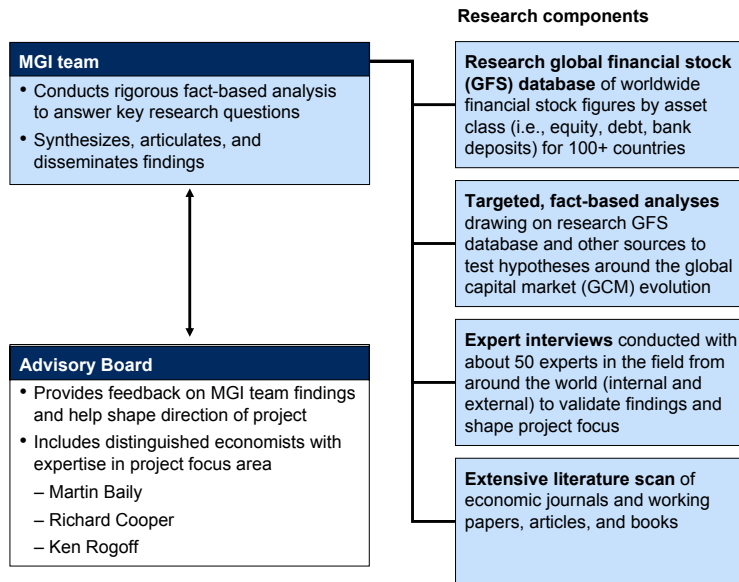 Research components
MGI team
• Conducts rigorous fact-based analysis
to answer key research questions
• Synthesizes, articulates, and
disseminates findings
Advisory Board
• Provides feedback on MGI team findings
and help shape direction of project
• Includes distinguished economists with
expertise in project focus area
– Martin Baily
– Richard Cooper
– Ken Rogoff
Research global financial stock
(GFS) database of worldwide
financial stock figures by asset
class (i.e., equity, debt, bank
deposits) for 100+ countries
Targeted, fact-based analyses
drawing on research GFS
database and other sources to
test hypotheses around the global
capital market (GCM) evolution
Expert interviews conducted with
about 50 experts in the field from
around the world (internal and
external) to validate findings and
shape project focus
Extensive literature scan of
economic journals and working
papers, articles, and books